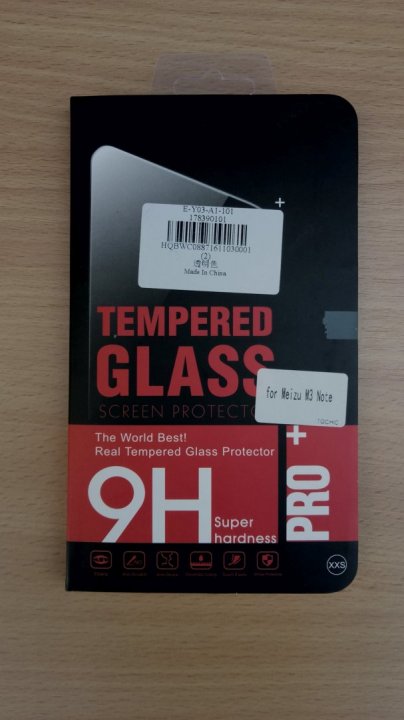 E-Y03-A1-101
178390101
HQBWC08871611030001
(2)
透明色
Made In China
+
TEMPERED
GLASS
SCREEN PROTECTOR
for Meizu M3 Note
The World Best!
Real Tempered Glass Protector
9H
Super
hardness
PRO +
XXS